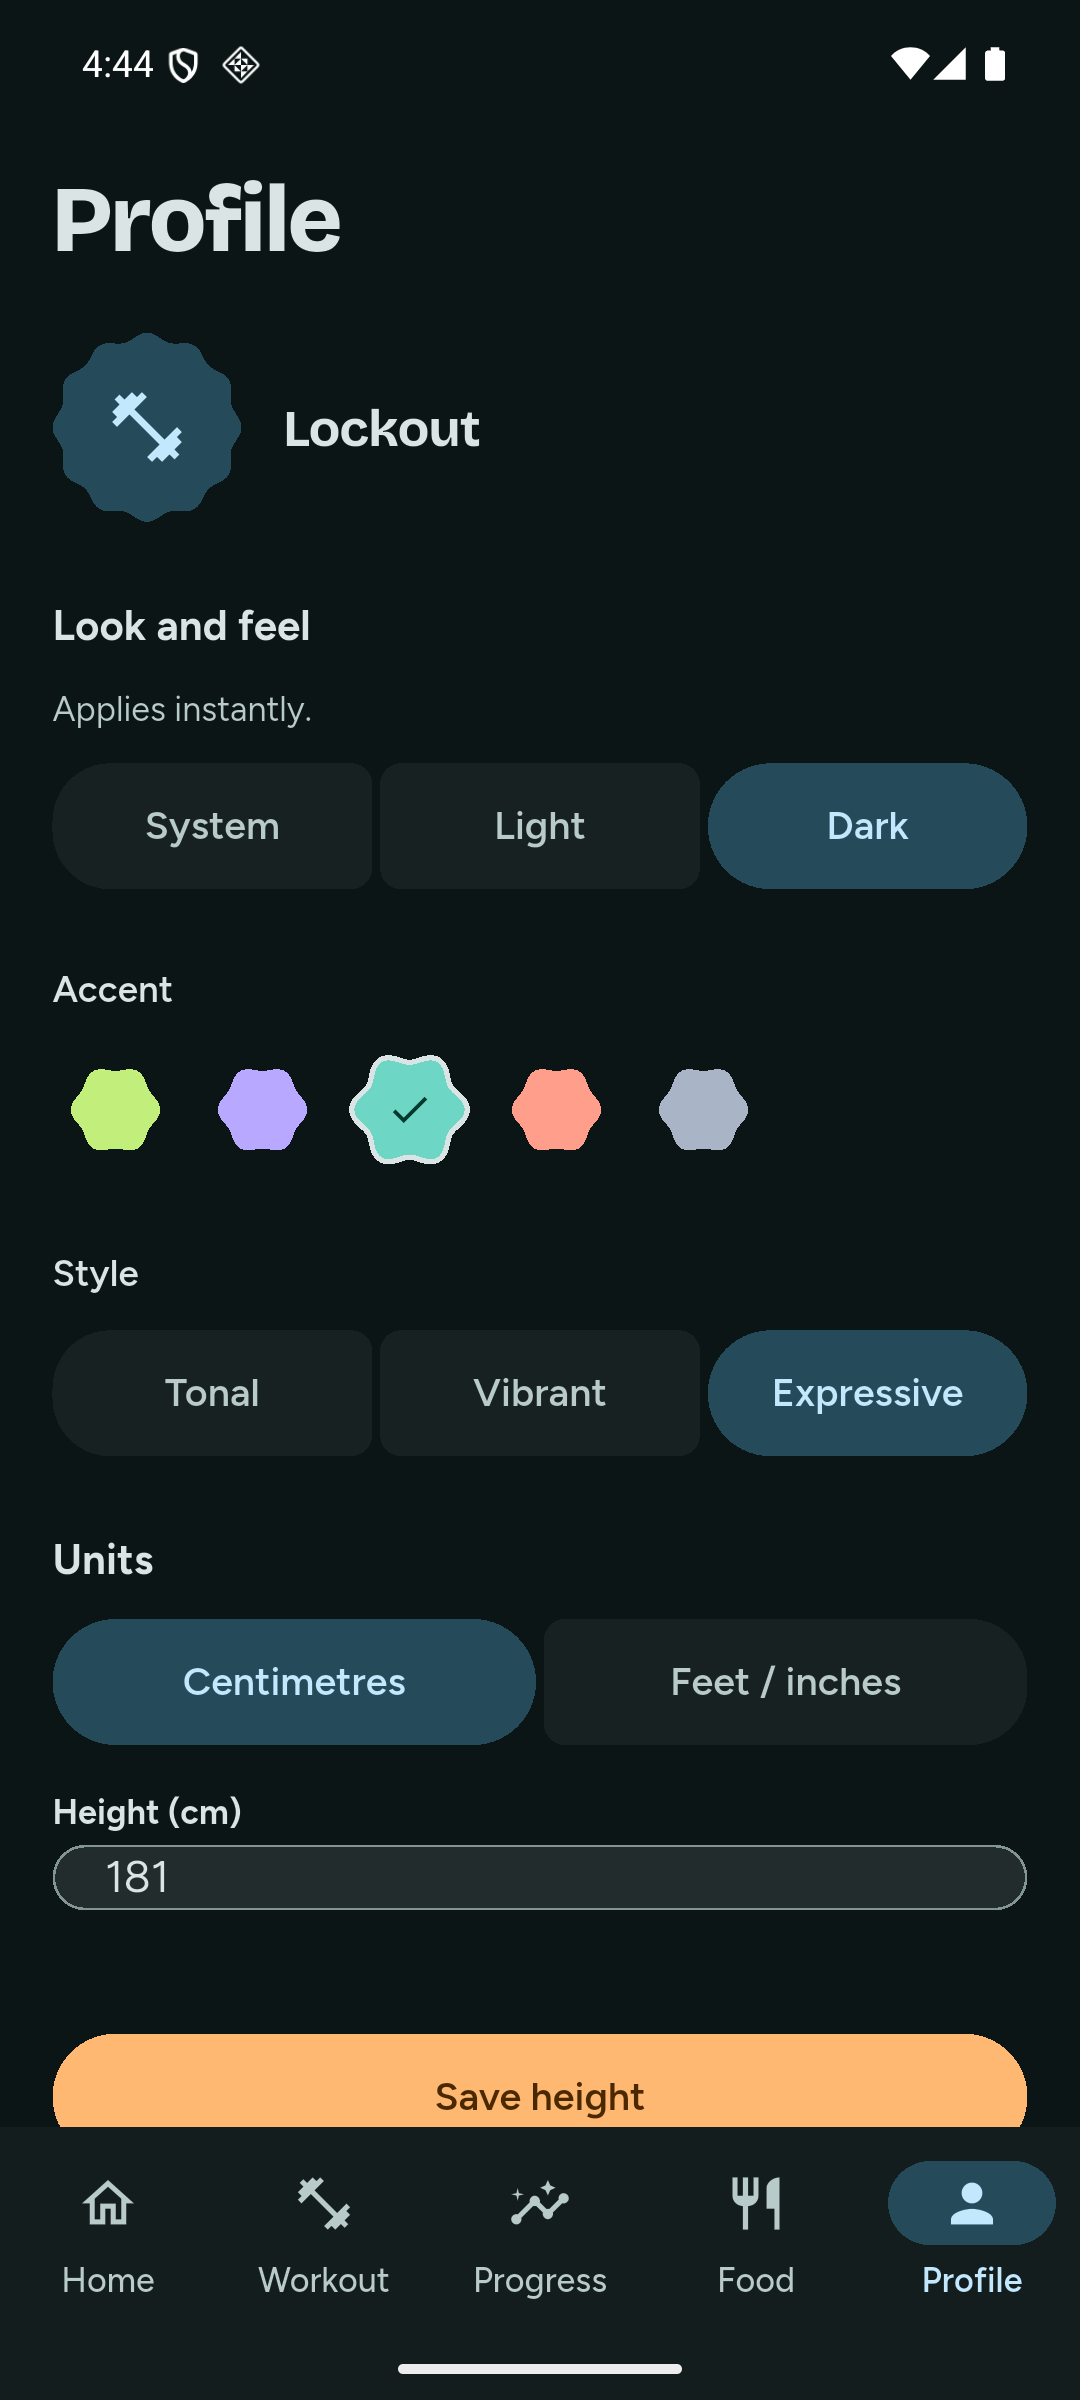 4:44
Profile
Lockout
Look and feel
Applies instantly.
System
Light
Dark
Accent
Style
Tonal
Vibrant
Expressive
Units
Centimetres
Feet / inches
Height (cm)
181
Save height
Home
Workout
Progress
Food
Profile